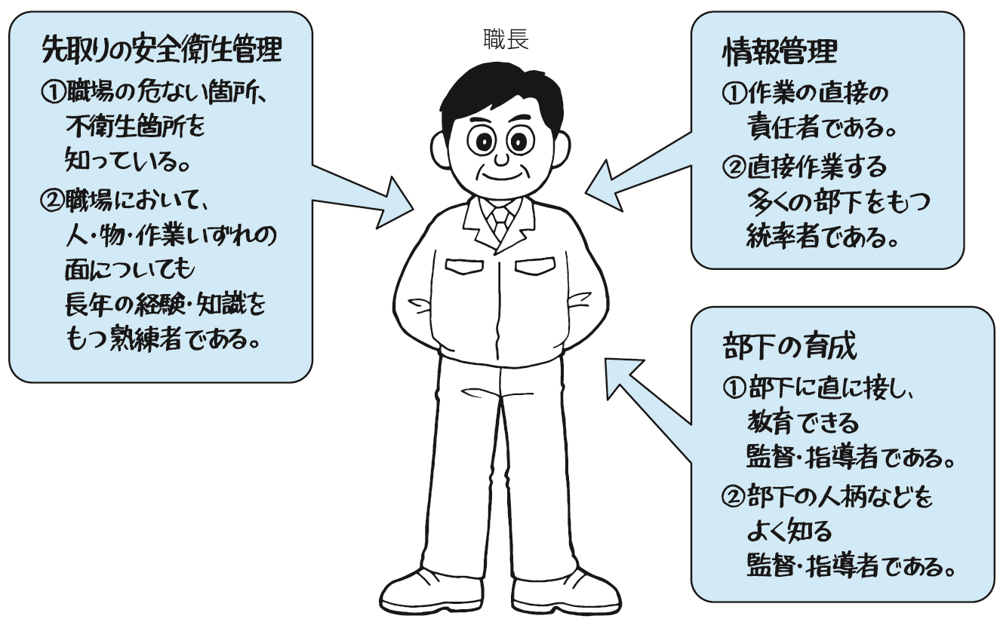 職長
先取りの安全衛生管理
①職場の危ない箇所、
不衛生箇所を
知っている。
②職場において、
人・物・作業いずれの
面についても
長年の経験・知識を
もつ熟練者である。
情報管理
①作業の直接の
責任者である。
②直接作業する
多くの部下をもつ
統率者である。
部下の育成
①部下に直に接し、
教育できる
監督・指導者である。
②部下の人柄などを
よく知る
監督・指導者である。